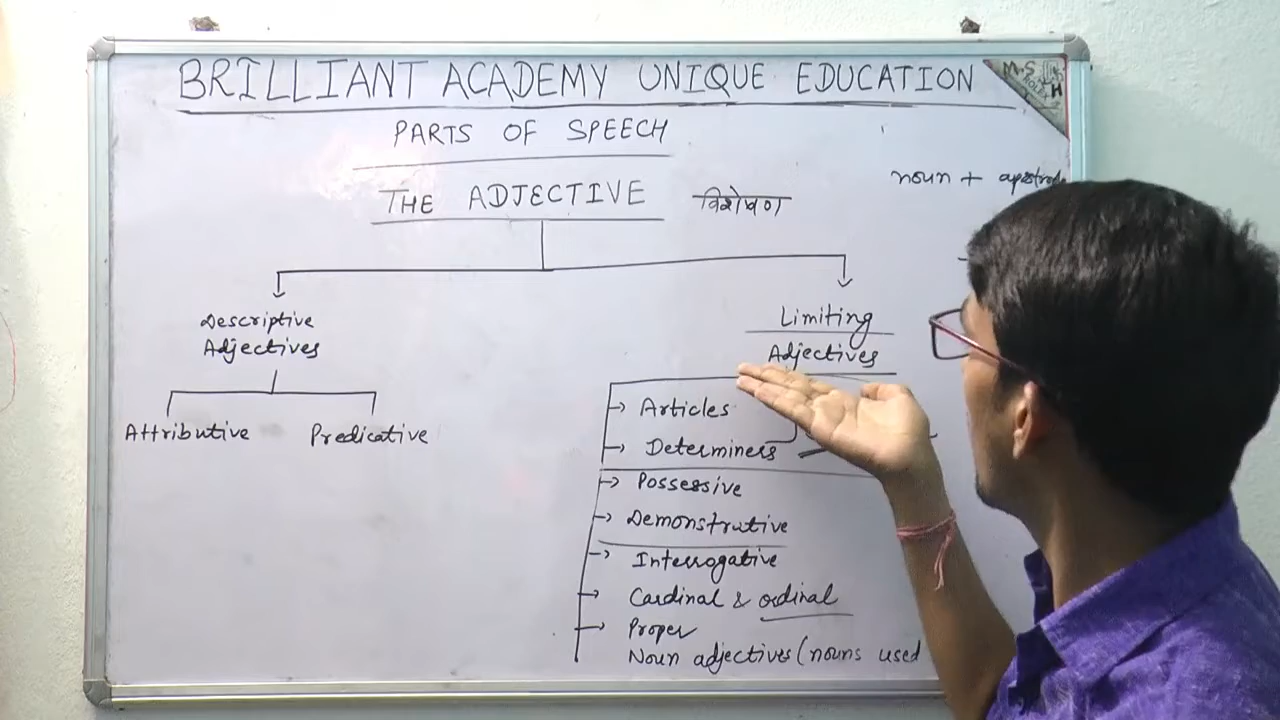 BRILLIANT ACADEMY UNIQUE EDUCATION
M.S
H
PARTS OF SPEECH
noun +
THE ADJECTIVE विशेषण
Descriptive
Adjectives
Attributive Predicative
Limiting
Adjectives
Articles
Determiners
Possessive
Demonstrative
Interrogative
Cardinal & ordinal
Proper
Noun adjectives (nouns used